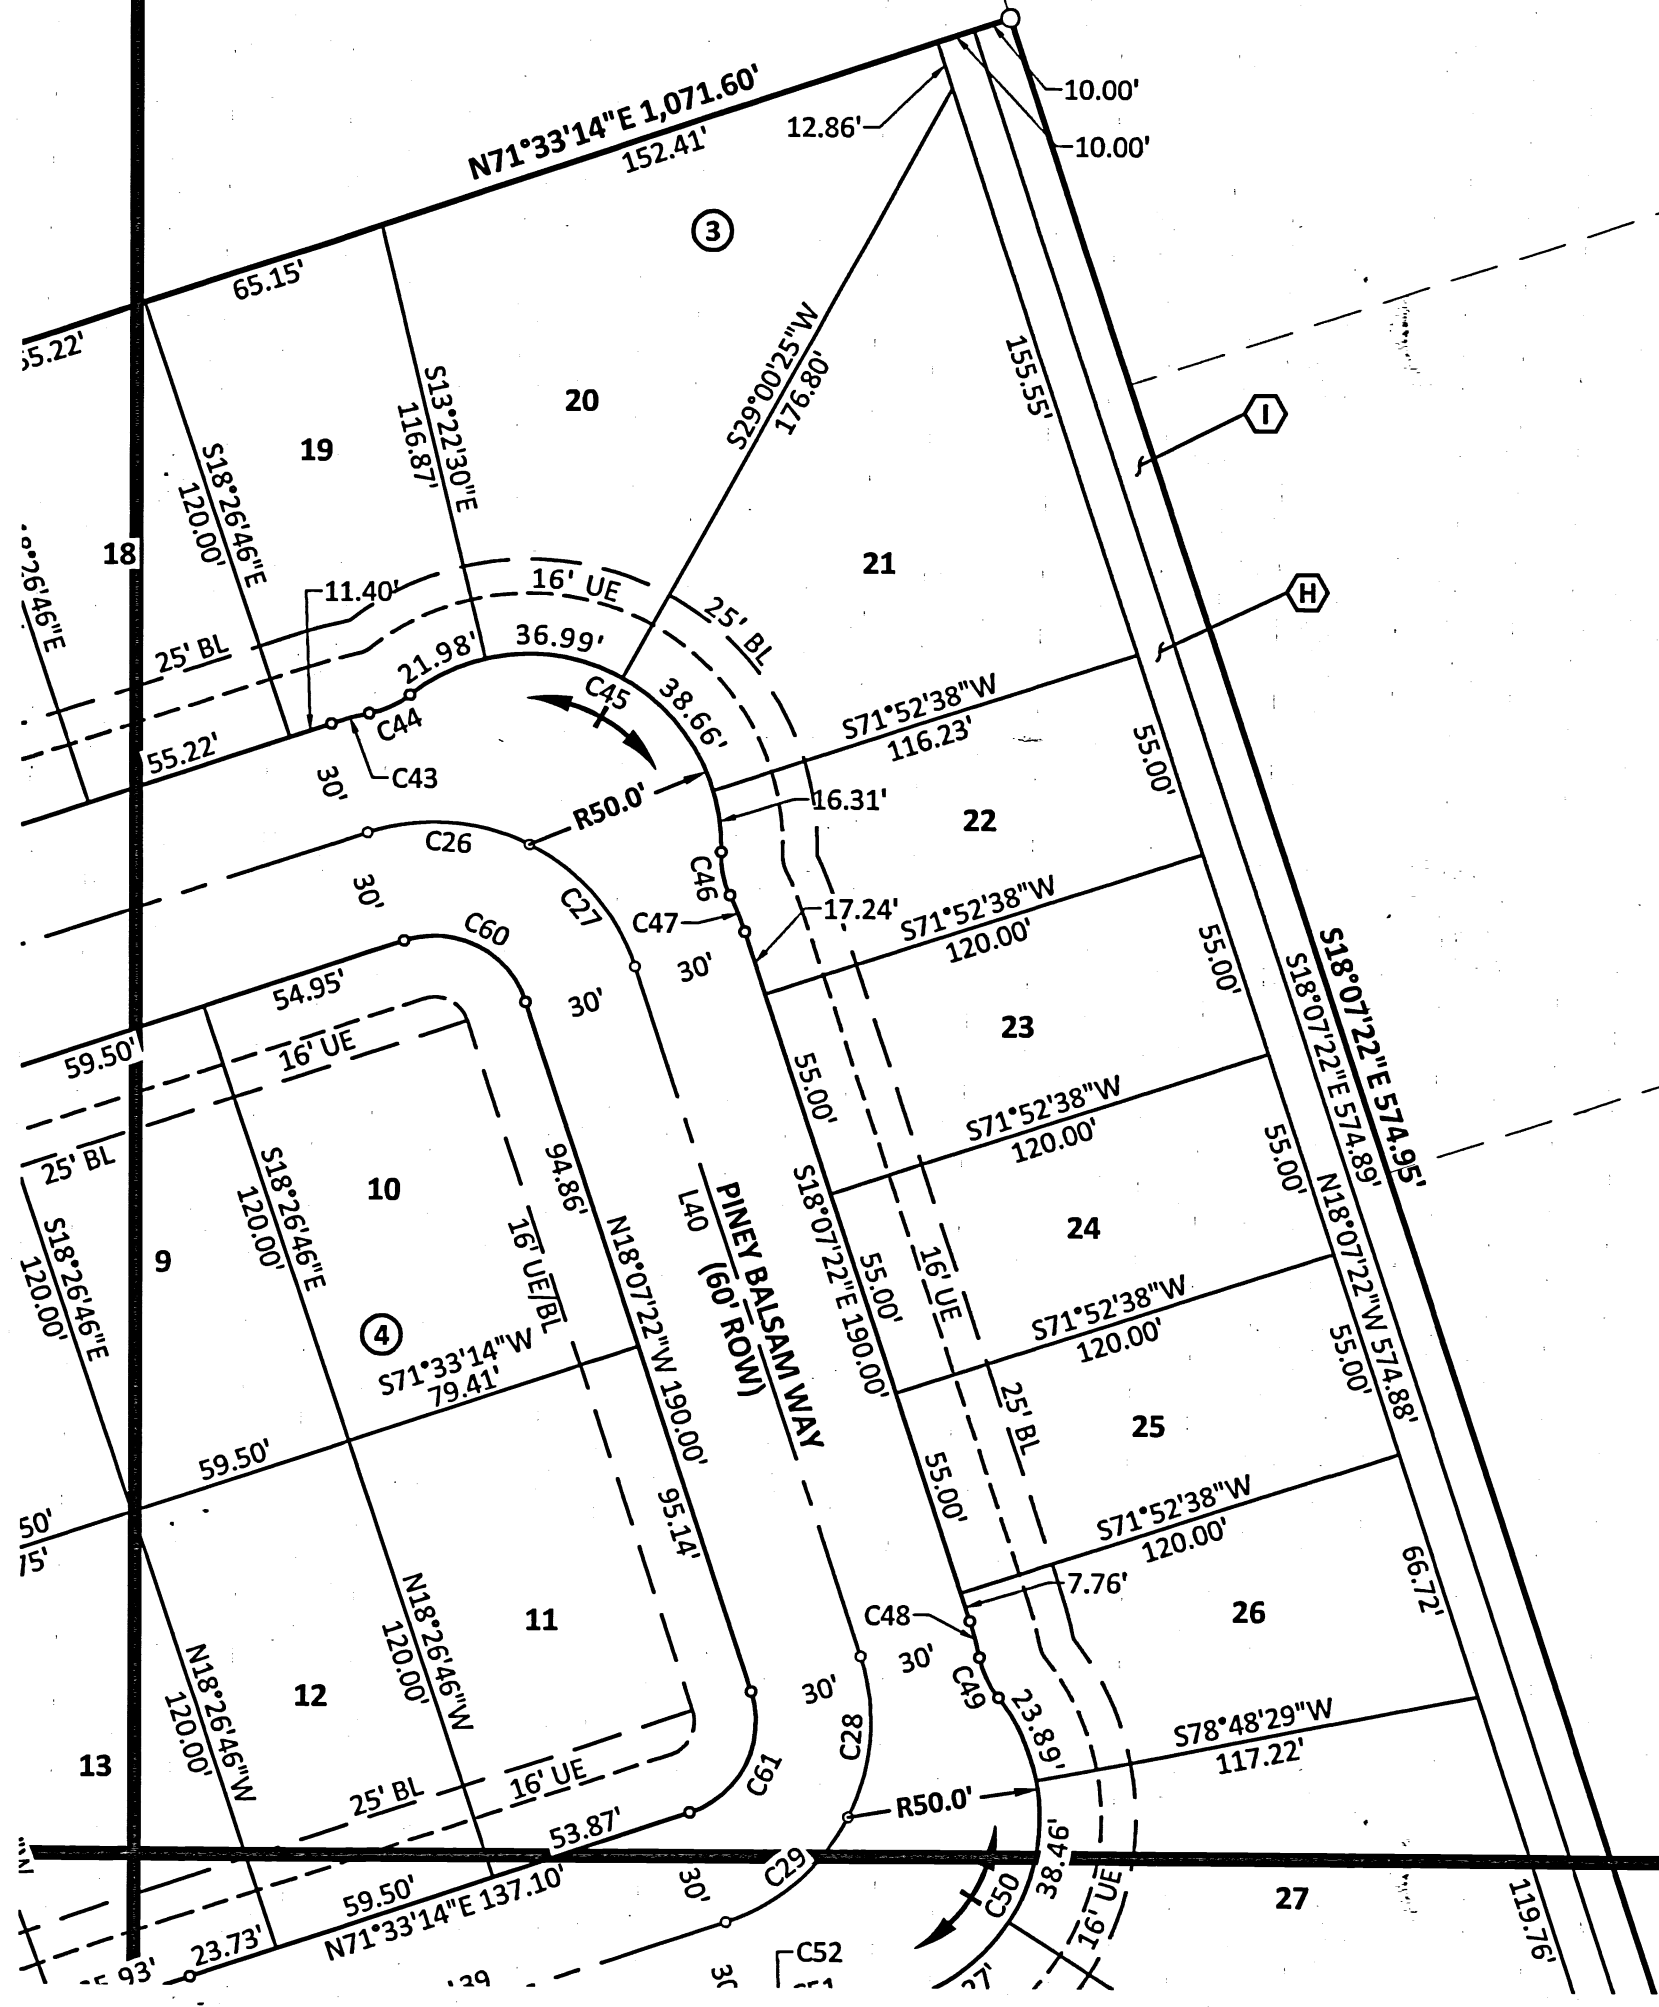 N71°33'14"E 1,071.60'
152.41'
10.00'
12.86'
10.00'
3
65.15'
55.22'
S29°00'25"W
176.80'
155.55'
S13°22'30"E
116.87'
20
I
19
S18°26'46"E
120.00'
18
°26'46"E
21
H
11.40'
16' UE
25' BL
25' BL
21.98'
36.99'
C45
38.66'
C44
S71°52'38"W
116.23'
55.22'
C43
30'
R50.0'
16.31'
55.00'
22
C26
C46
30'
C27
C47
17.24'
S71°52'38"W
120.00'
C60
30'
54.95'
30'
55.00'
S18°07'22"E 574.95'
S18°07'22"E 574.89'
23
59.50'
16' UE
55.00'
S71°52'38"W
120.00'
25' BL
10
S18°26'46"E
120.00'
94.86'
L40
PINEY BALSAM WAY
(60' ROW)
S18°07'22"E 190.00'
55.00'
N18°07'22"W 574.88'
24
S18°26'46"E
120.00'
9
16' UE/BL
N18°07'22"W 190.00'
55.00'
16' UE
S71°52'38"W
120.00'
4
S71°33'14"W
79.41'
55.00'
25' BL
25
59.50'
50'
75'
95.14'
55.00'
S71°52'38"W
120.00'
66.72'
7.76'
N18°26'46"W
120.00'
11
C48
26
N18°26'46"W
120.00'
12
30'
30'
C49
23.89'
13
C28
S78°48'29"W
117.22'
C61
25' BL
16' UE
R50.0'
53.87'
38.46'
C29
30'
59.50'
N71°33'14"E 137.10'
C50
16' UE
27
119.76'
23.73'
C52